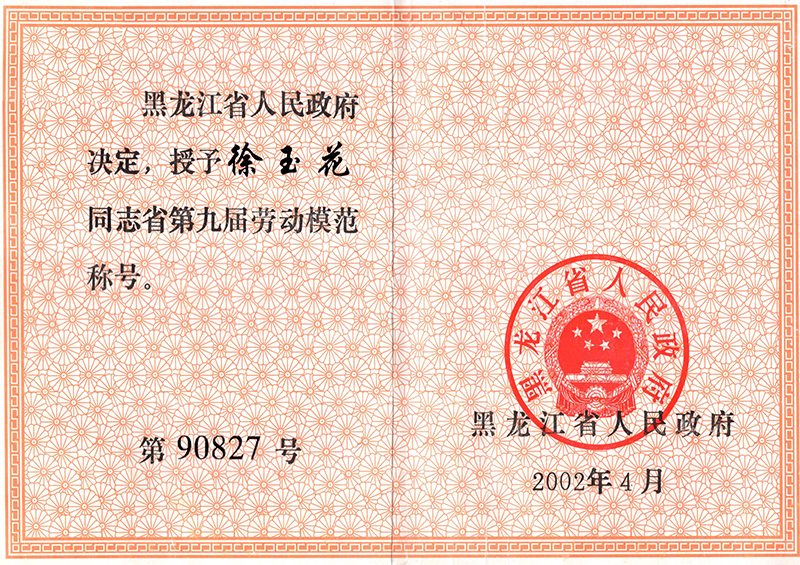 黑龙江省人民政府
决定，授予徐玉花
同志省第九届劳动模范
称号。
第 90827 号
黑龙江省人民政府
黑龙江省人民政府
2002年4月